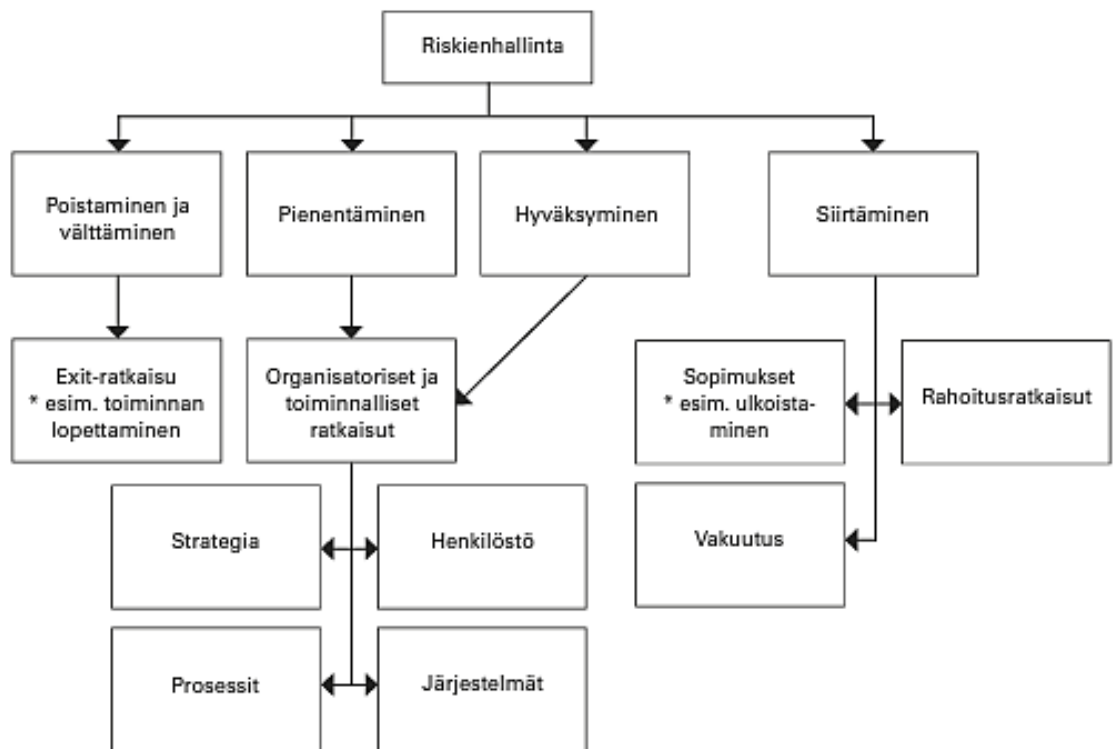 Riskienhallinta
Poistaminen ja
välttäminen
Pienentäminen
Hyväksyminen
Siirtäminen
Exit-ratkaisu
* esim. toiminnan
lopettaminen
Organisatoriset ja
toiminnalliset
ratkaisut
Sopimukset
* esim. ulkoista-
minen
Rahoitusratkaisut
Strategia
Henkilöstö
Vakuutus
Prosessit
Järjestelmät